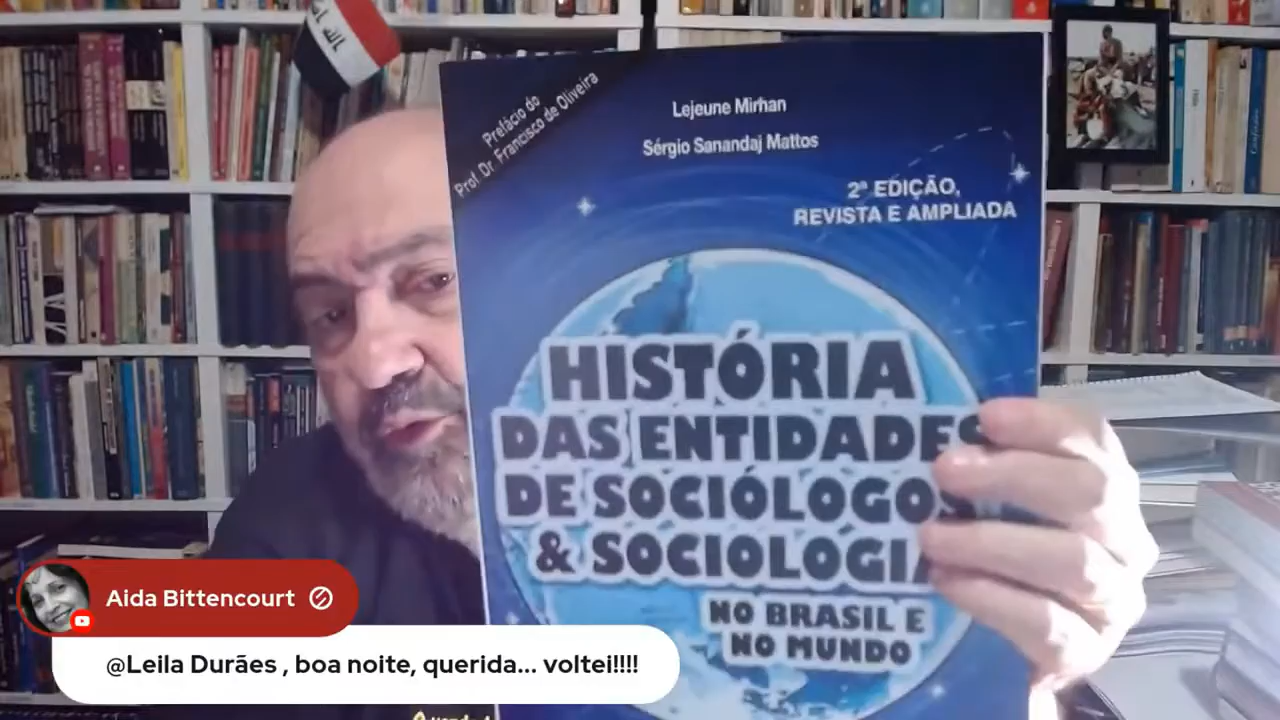 Prefácio do
Prof. Dr. Francisco de Oliveira
Lejeune Mirhan
Sérgio Sanandaj Mattos
2ª EDIÇÃO,
REVISTA E AMPLIADA
HISTÓRIA
DAS ENTIDADES
DE SOCIÓLOGOS
& SOCIOLOGIA
NO BRASIL E
NO MUNDO
Aida Bittencourt
@Leila Durães , boa noite, querida... voltei!!!!